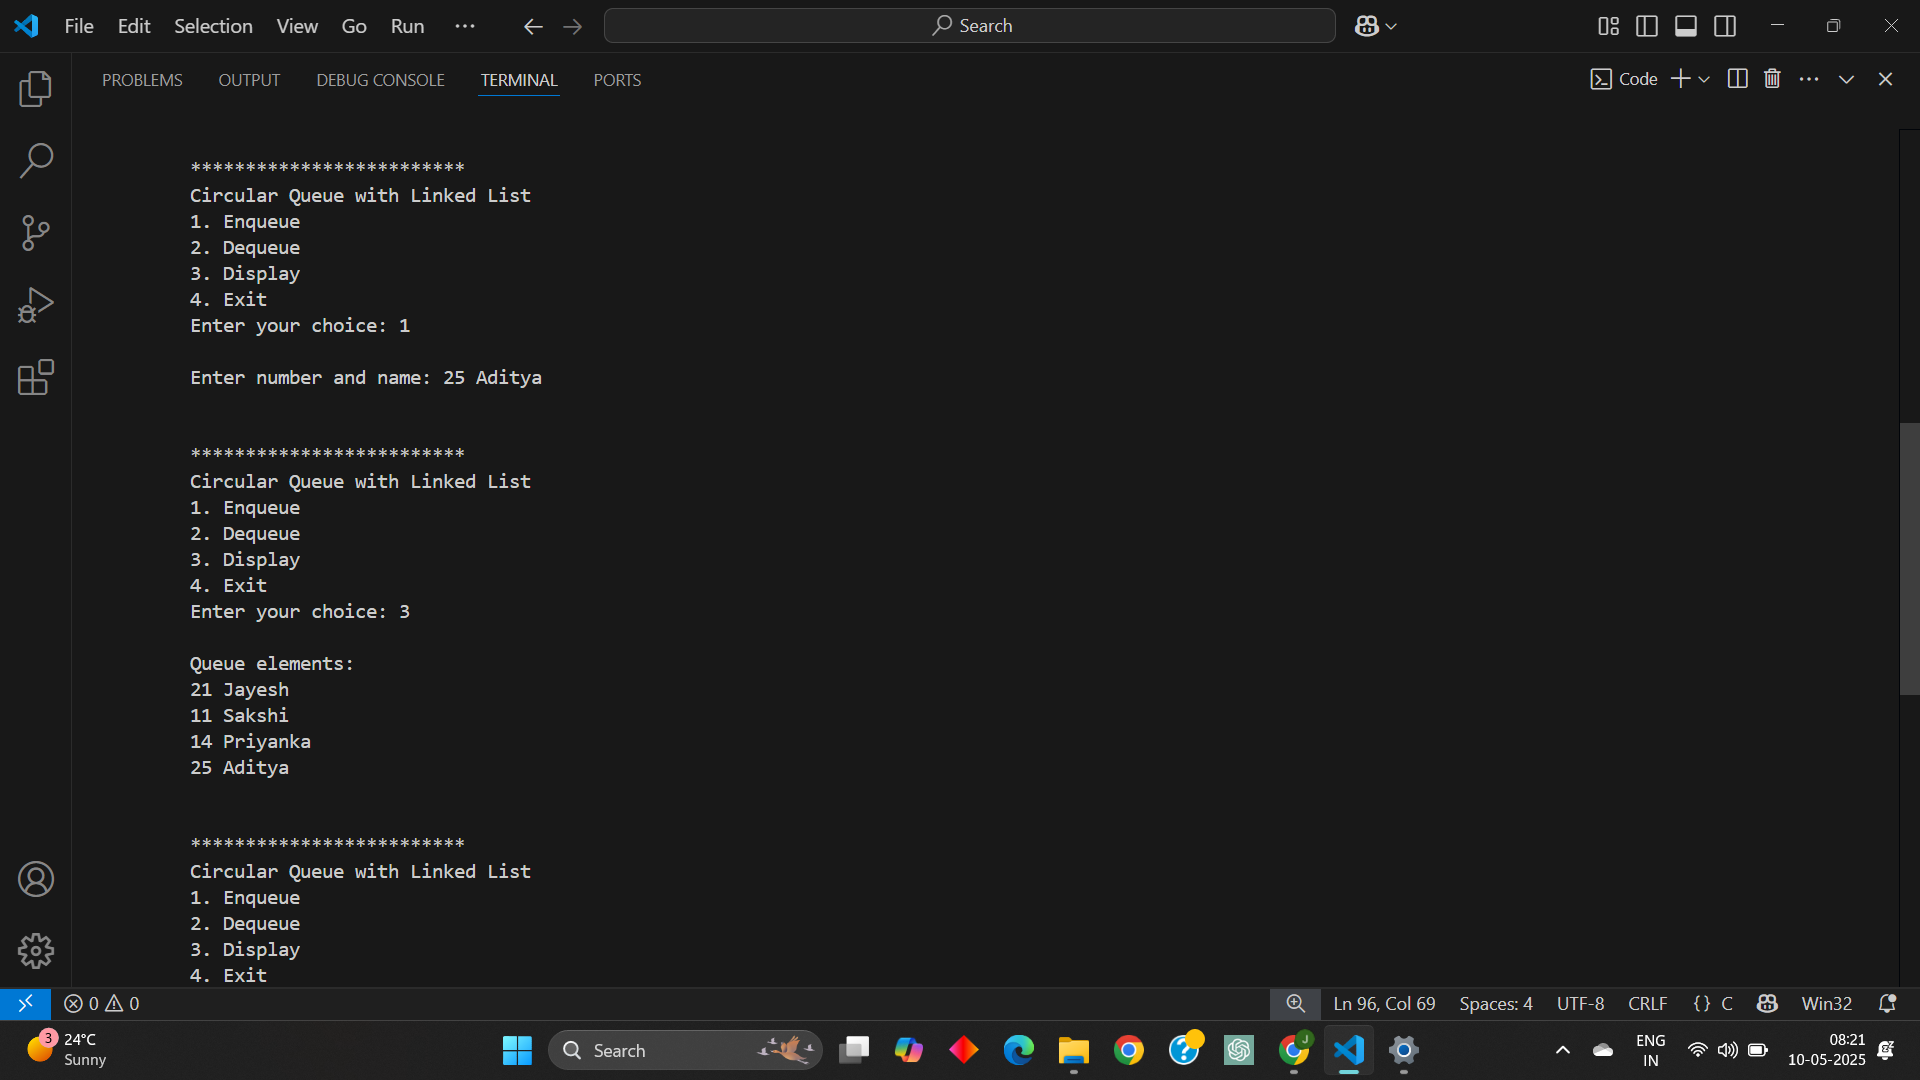 File Edit Selection View Go Run ··· Search
PROBLEMS OUTPUT DEBUG CONSOLE TERMINAL PORTS Code
*************************
Circular Queue with Linked List
1. Enqueue
2. Dequeue
3. Display
4. Exit
Enter your choice: 1
Enter number and name: 25 Aditya
*************************
Circular Queue with Linked List
1. Enqueue
2. Dequeue
3. Display
4. Exit
Enter your choice: 3
Queue elements:
21 Jayesh
11 Sakshi
14 Priyanka
25 Aditya
*************************
Circular Queue with Linked List
1. Enqueue
2. Dequeue
3. Display
4. Exit
0 0 Ln 96, Col 69 Spaces: 4 UTF-8 CRLF {} C Win32
3 24°C Search J ENG 08:21
Sunny IN 10-05-2025